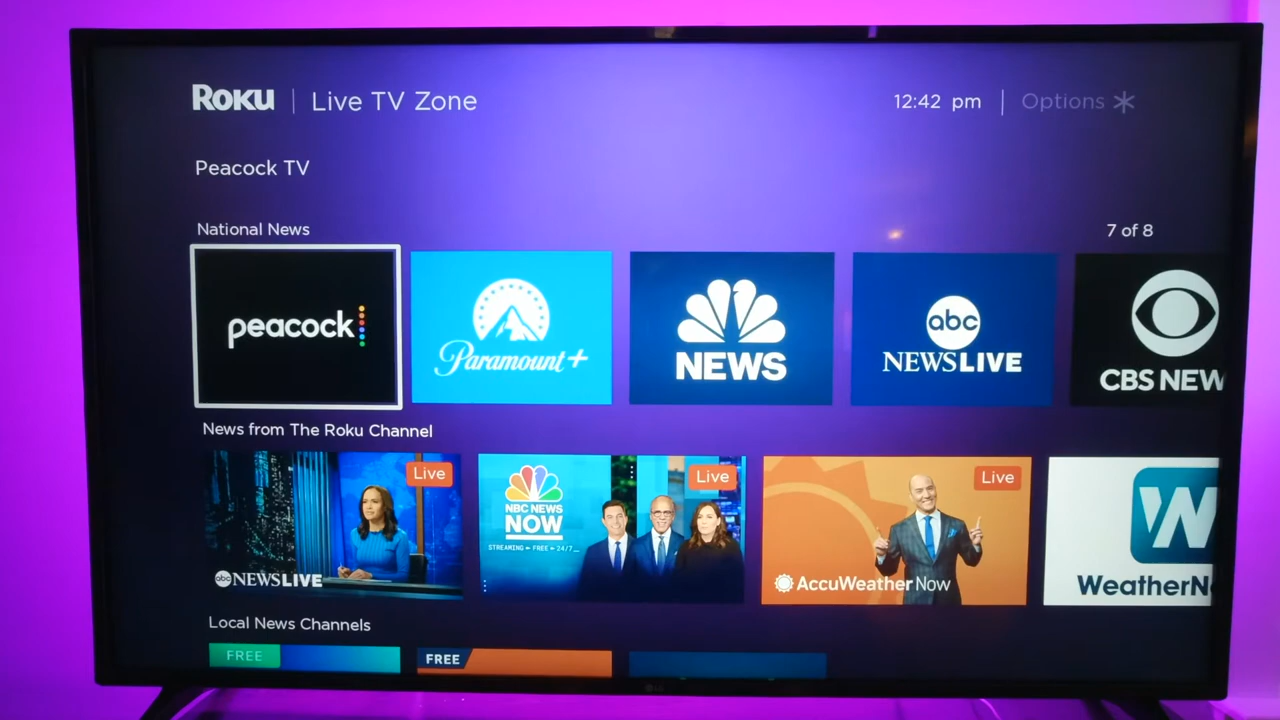 Roku | Live TV Zone
12:42 pm | Options *
Peacock TV
National News
7 of 8
peacock
Paramount+
NEWS
abc
NEWSLIVE
CBS NEW
News from The Roku Channel
Live
abc NEWSLIVE
Live
NBC NEWS
NOW
STREAMING FREE 24/7
Live
AccuWeather Now
W
WeatherN
Local News Channels
FREE
FREE
LG